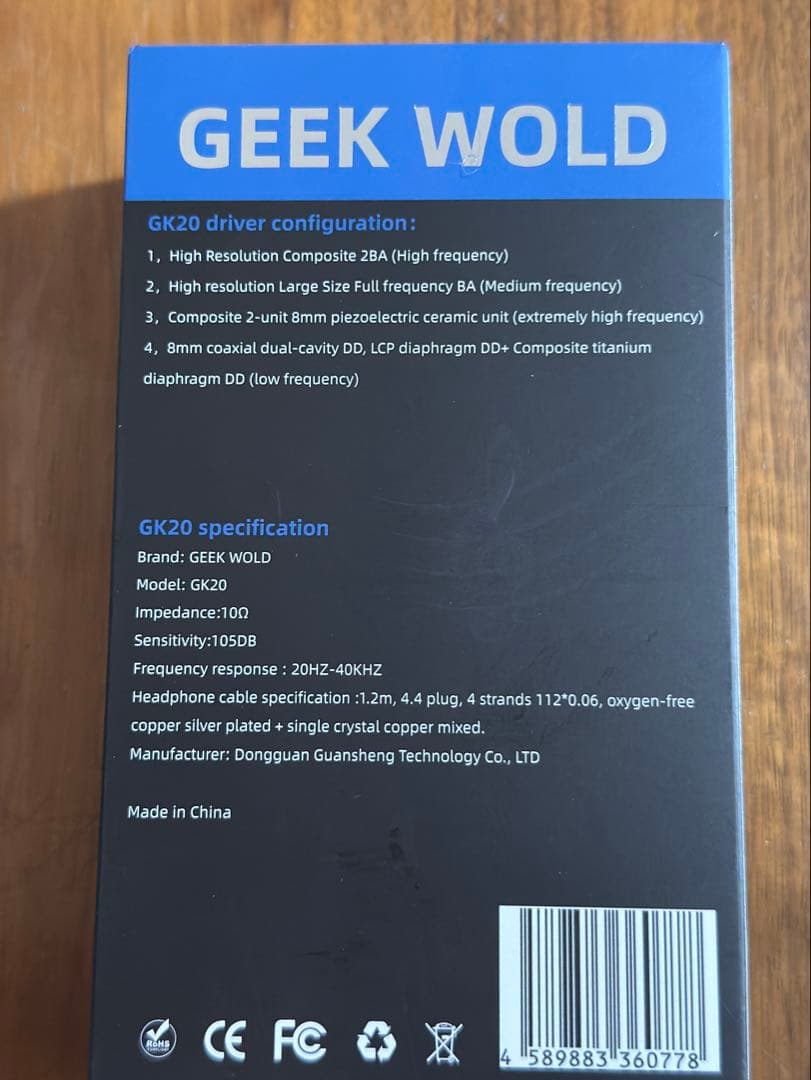 GEEK WOLD
GK20 driver configuration:
1, High Resolution Composite 2BA (High frequency)
2, High resolution Large Size Full frequency BA (Medium frequency)
3, Composite 2-unit 8mm piezoelectric ceramic unit (extremely high frequency)
4, 8mm coaxial dual-cavity DD, LCP diaphragm DD+ Composite titanium
diaphragm DD (low frequency)
GK20 specification
Brand: GEEK WOLD
Model: GK20
Impedance:10Ω
Sensitivity:105DB
Frequency response : 20HZ-40KHZ
Headphone cable specification :1.2m, 4.4 plug, 4 strands 112*0.06, oxygen-free
copper silver plated + single crystal copper mixed.
Manufacturer: Dongguan Guansheng Technology Co., LTD
Made in China
RoHS
CE FC
4 589883 360778